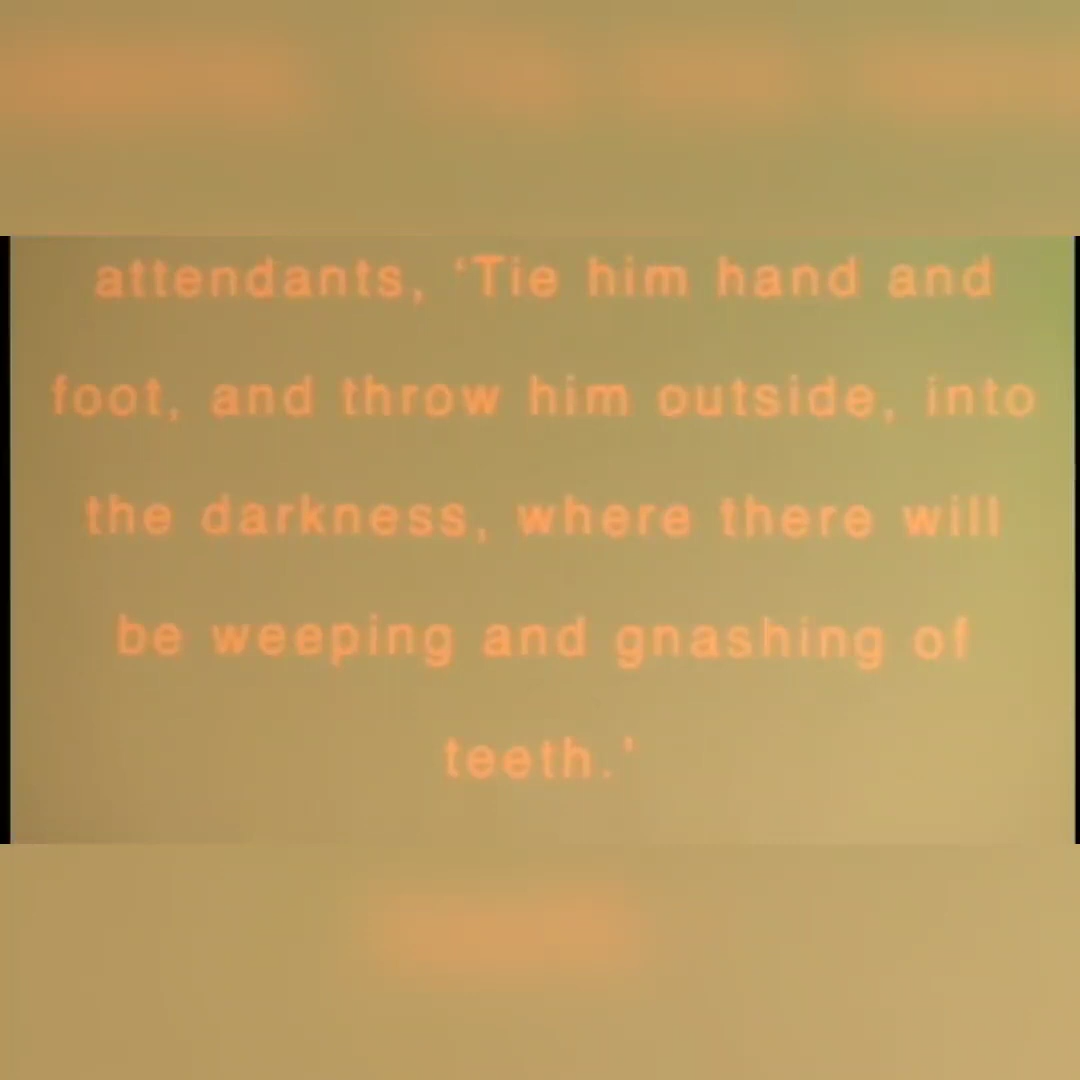 attendants, ‘Tie him hand and
foot, and throw him outside, into
the darkness, where there will
be weeping and gnashing of
teeth.’